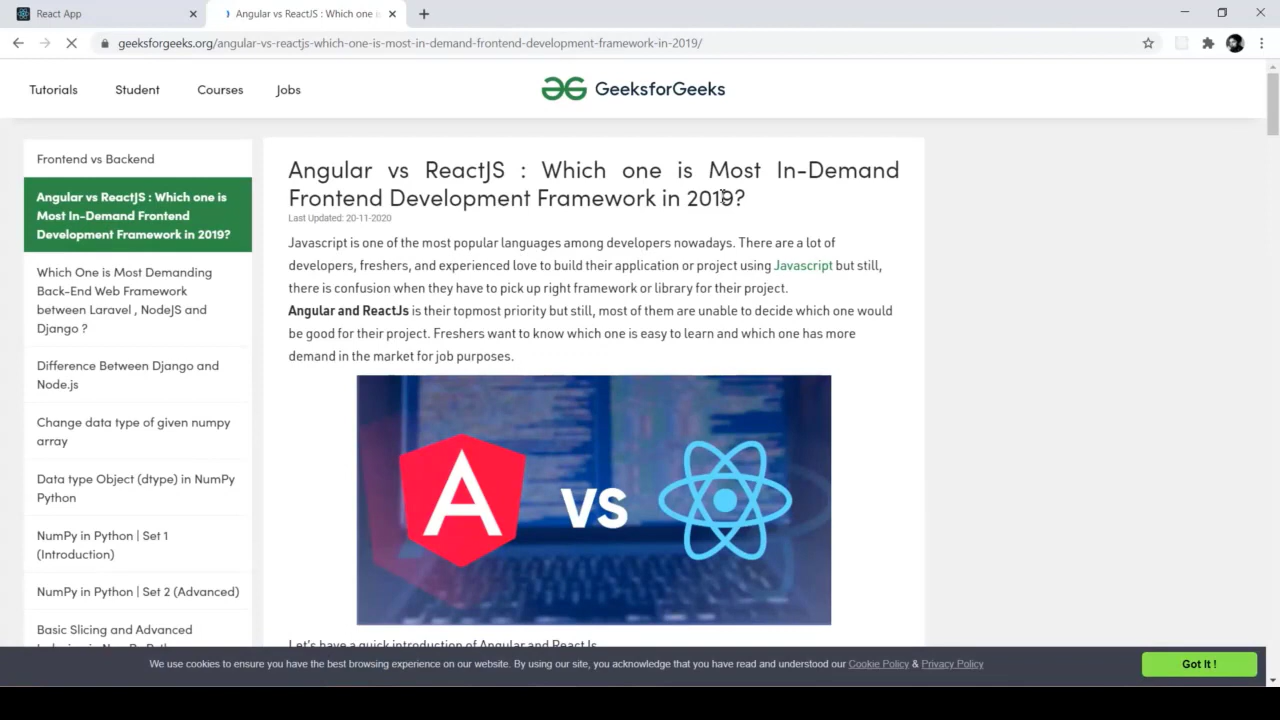 React App
Angular vs ReactJS : Which one is
geeksforgeeks.org/angular-vs-reactjs-which-one-is-most-in-demand-frontend-development-framework-in-2019/
Tutorials Student Courses Jobs
GeeksforGeeks
Frontend vs Backend
Angular vs ReactJS : Which one is
Most In-Demand Frontend
Development Framework in 2019?
Which One is Most Demanding
Back-End Web Framework
between Laravel , NodeJS and
Django ?
Difference Between Django and
Node.js
Change data type of given numpy
array
Data type Object (dtype) in NumPy
Python
NumPy in Python | Set 1
(Introduction)
NumPy in Python | Set 2 (Advanced)
Basic Slicing and Advanced
Angular vs ReactJS : Which one is Most In-Demand
Frontend Development Framework in 2019?
Last Updated: 20-11-2020
Javascript is one of the most popular languages among developers nowadays. There are a lot of
developers, freshers, and experienced love to build their application or project using Javascript but still,
there is confusion when they have to pick up right framework or library for their project.
Angular and ReactJs is their topmost priority but still, most of them are unable to decide which one would
be good for their project. Freshers want to know which one is easy to learn and which one has more
demand in the market for job purposes.
A VS
Let's have a quick introduction of Angular and React Js
We use cookies to ensure you have the best browsing experience on our website. By using our site, you acknowledge that you have read and understood our Cookie Policy & Privacy Policy
Got It !